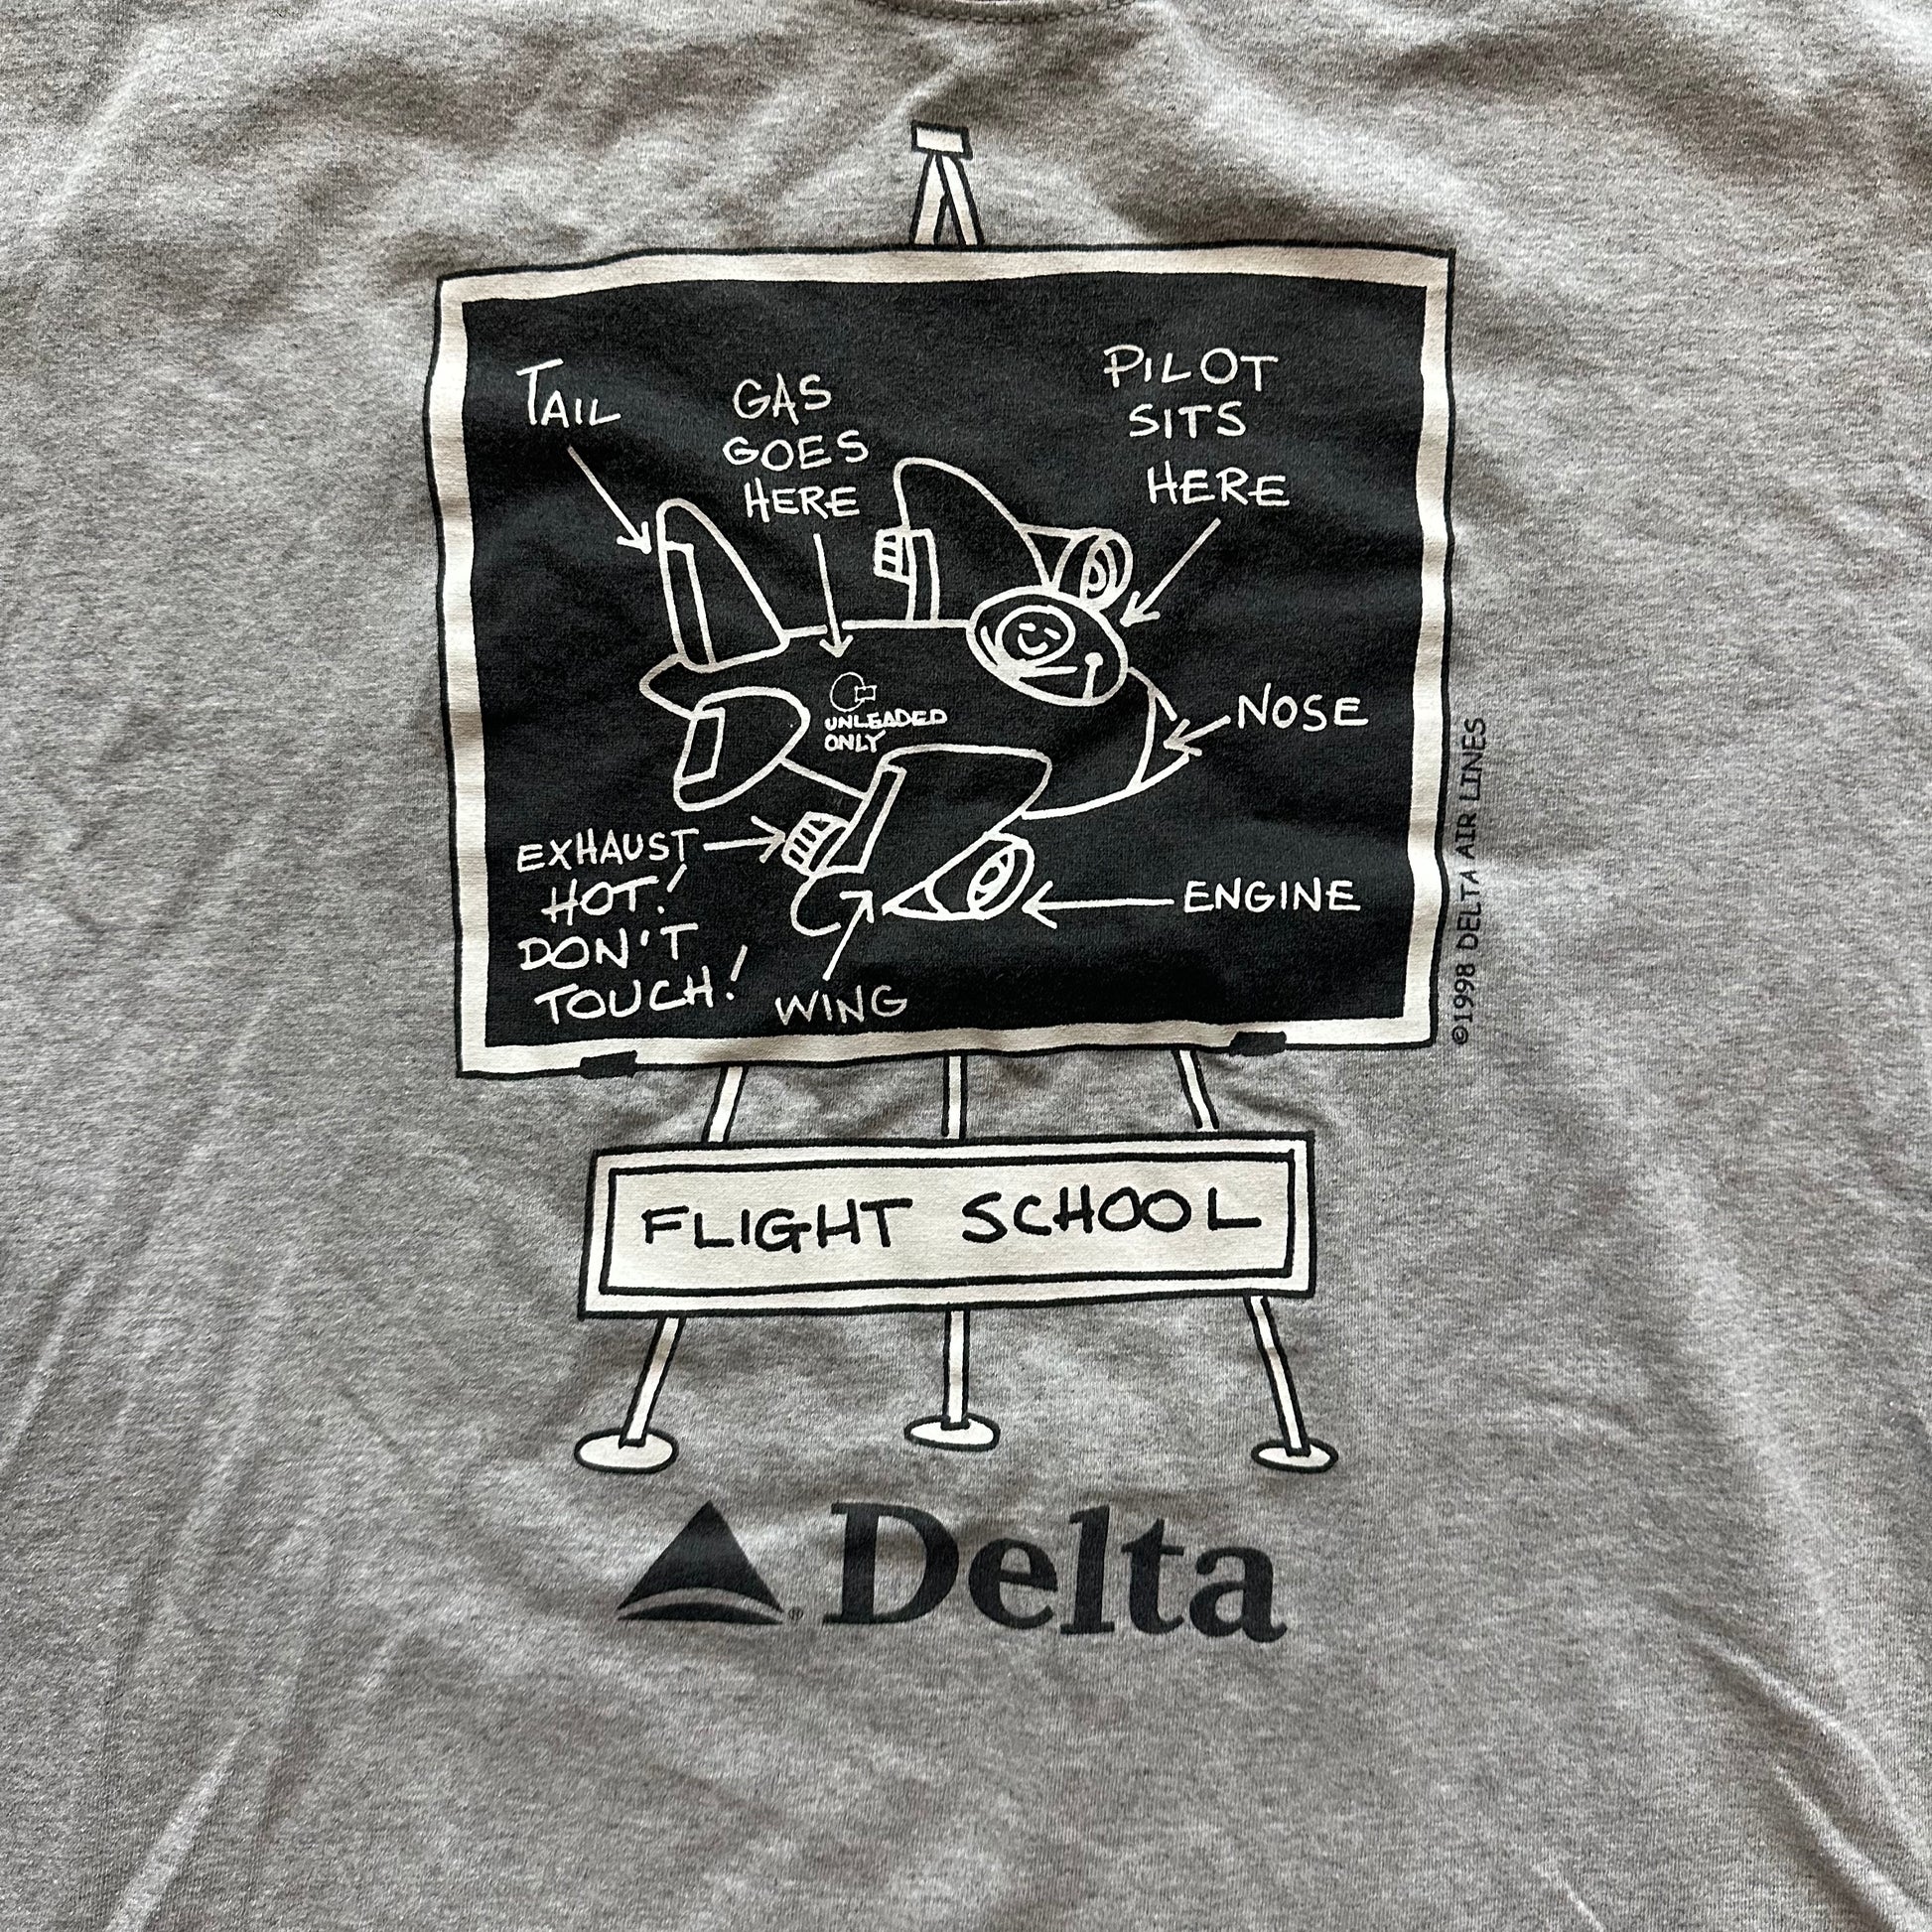 TAIL
GAS
GOES
HERE
PILOT
SITS
HERE
UNLEADED
ONLY
NOSE
EXHAUST
HOT!
DON'T
TOUCH!
WING
ENGINE
©1998 DELTA AIR LINES
FLIGHT SCHOOL
® Delta